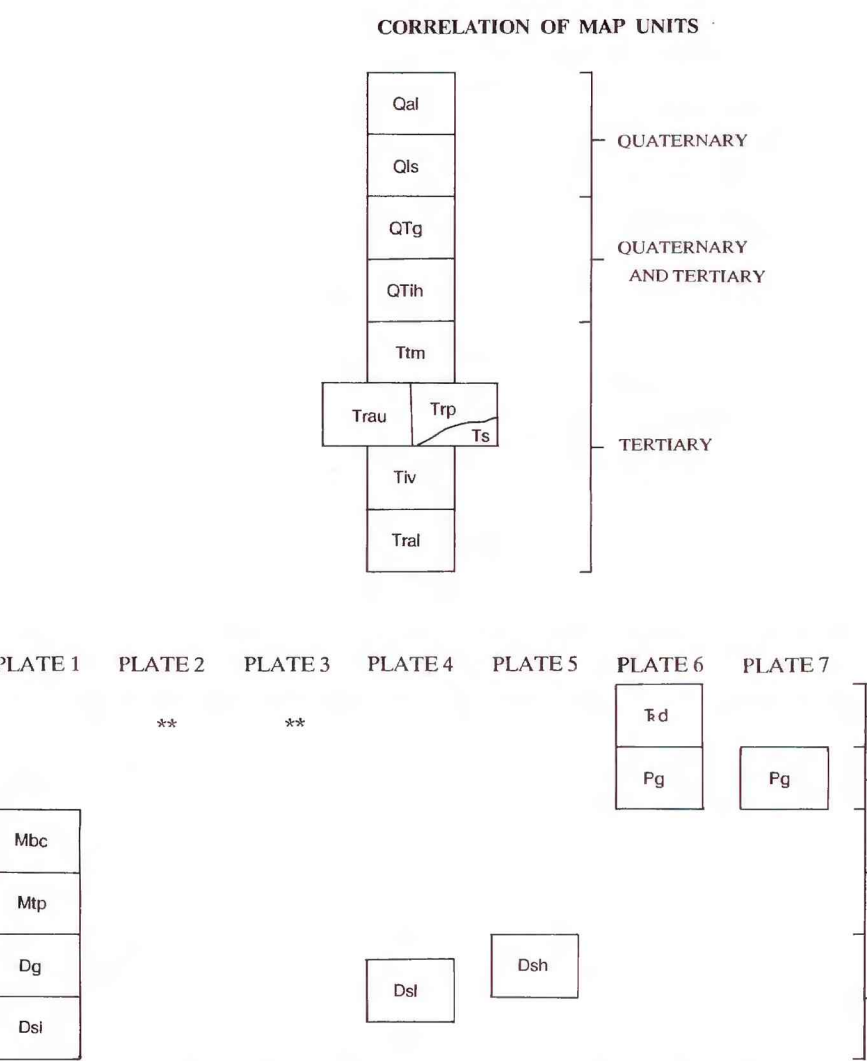 CORRELATION OF MAP UNITS
Qal
QUATERNARY
Qls
QTg
QUATERNARY
AND TERTIARY
QTih
Ttm
Trau
Trp
Ts
TERTIARY
Tiv
Tral
PLATE 1 PLATE 2 PLATE 3 PLATE 4 PLATE 5 PLATE 6 PLATE 7
** ** Tʀd
Pg Pg
Mbc
Mtp
Dg Dsh
Dsl
Dsi